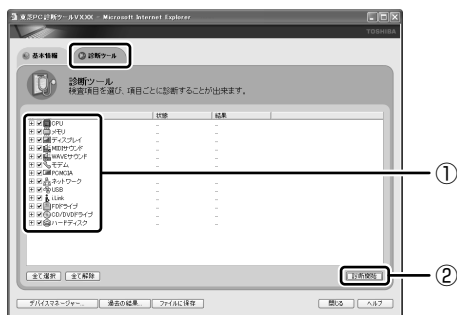 東芝PC診断ツールVX.XX - Microsoft Internet Explorer
TOSHIBA
基本情報
診断ツール
診断ツール
検査項目を選び、項目ごとに診断することが出来ます。
状態
結果
CPU
メモリ
ディスプレイ
MIDIサウンド
WAVEサウンド
モデム
PCMCIA
ネットワーク
USB
i.Link
FDドライブ
CD/DVDドライブ
ハードディスク
①
全て選択
全て解除
診断開始
②
デバイスマネージャー...
過去の結果...
ファイルに保存
閉じる
ヘルプ